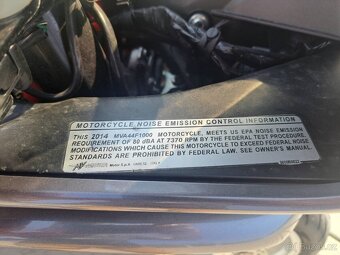 MOTORCYCLE NOISE EMISSION CONTROL INFORMATION
THIS 2014 MVA44F1000 MOTORCYCLE, MEETS US EPA NOISE EMISSION
REQUIREMENT OF 80 dBA AT 7370 RPM BY THE FEDERAL TEST PROCEDURE.
MODIFICATIONS WHICH CAUSE THIS MOTORCYCLE TO EXCEED FEDERAL NOISE
STANDARDS ARE PROHIBITED BY FEDERAL LAW. SEE OWNER'S MANUAL.
Motor S.p.A.